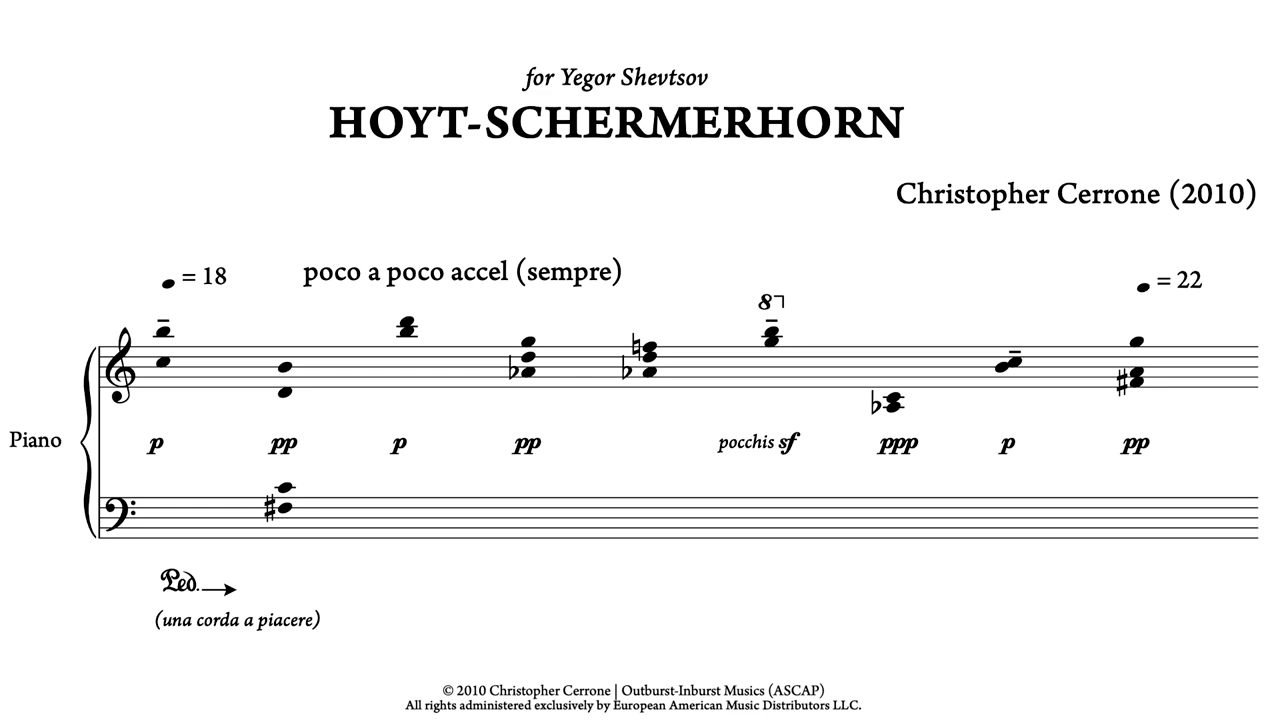 for Yegor Shevtsov
HOYT-SCHERMERHORN
Christopher Cerrone (2010)
= 18 poco a poco accel (sempre) = 22
8
Piano p pp p pp pocchis sf ppp p pp
Ped.
(una corda a piacere)
© 2010 Christopher Cerrone | Outburst-Inburst Musics (ASCAP)
All rights administered exclusively by European American Music Distributors LLC.